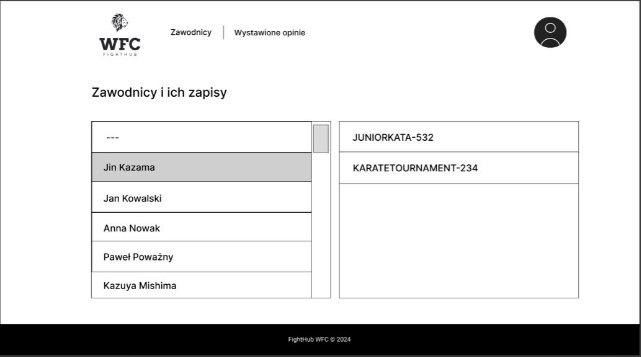 WFC
FIGHTHUB
Zawodnicy
Wystawione opinie
Zawodnicy i ich zapisy
---
Jin Kazama
Jan Kowalski
Anna Nowak
Paweł Poważny
Kazuya Mishima
JUNIORKATA-532
KARATETOURNAMENT-234
FightHub WFC © 2024